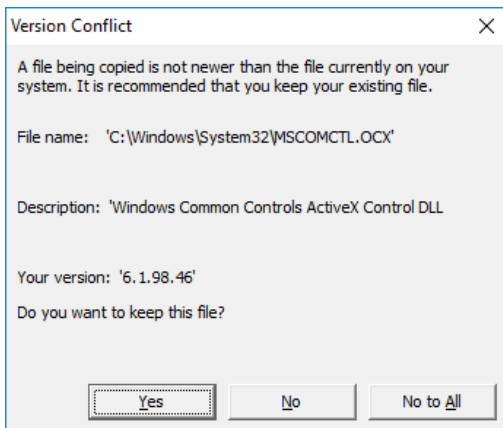 Version Conflict
A file being copied is not newer than the file currently on your
system. It is recommended that you keep your existing file.
File name: 'C:\Windows\System32\MSCOMCTL.OCX'
Description: 'Windows Common Controls ActiveX Control DLL
Your version: '6.1.98.46'
Do you want to keep this file?
Yes No No to All